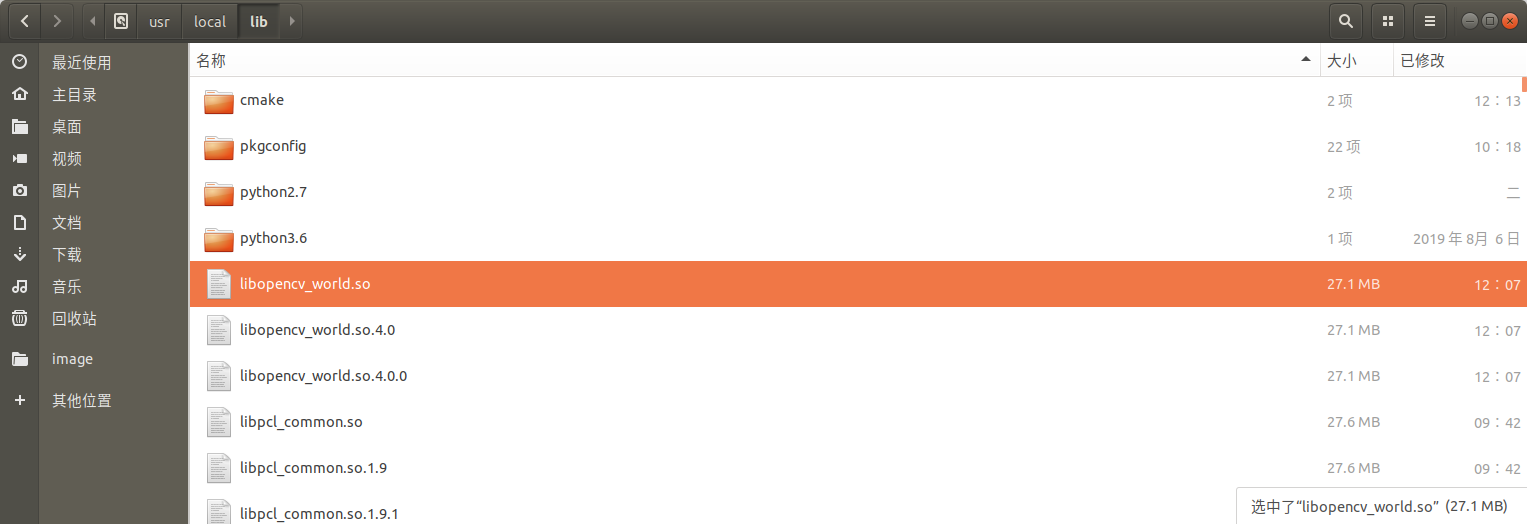 usr local lib
名称 大小 已修改
最近使用
主目录
桌面
视频
图片
文档
下载
音乐
回收站
image
其他位置
cmake 2 项 12：13
pkgconfig 22 项 10：18
python2.7 2 项 二
python3.6 1 项 2019 年 8月 6 日
libopencv_world.so 27.1 MB 12：07
libopencv_world.so.4.0 27.1 MB 12：07
libopencv_world.so.4.0.0 27.1 MB 12：07
libpcl_common.so 27.6 MB 09：42
libpcl_common.so.1.9 27.6 MB 09：42
libpcl_common.so.1.9.1
选中了“libopencv_world.so” (27.1 MB)